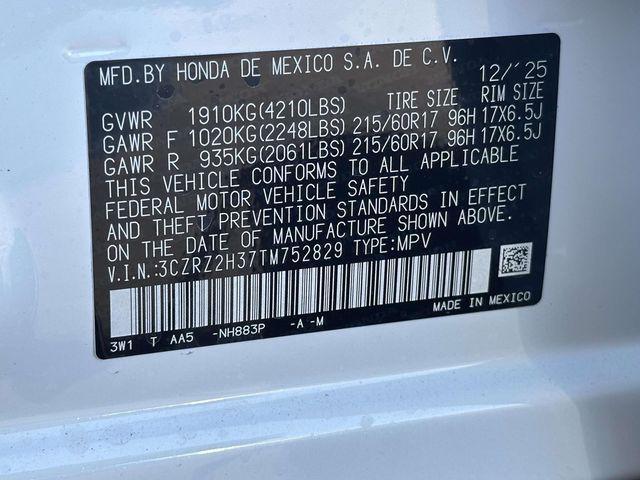 MFD.BY HONDA DE MEXICO S.A. DE C.V. 12/'25
TIRE SIZE RIM SIZE
GVWR 1910KG(4210LBS)
GAWR F 1020KG(2248LBS) 215/60R17 96H 17X6.5J
GAWR R 935KG(2061LBS) 215/60R17 96H 17X6.5J
THIS VEHICLE CONFORMS TO ALL APPLICABLE
FEDERAL MOTOR VEHICLE SAFETY
AND THEFT PREVENTION STANDARDS IN EFFECT
ON THE DATE OF MANUFACTURE SHOWN ABOVE.
V.I.N.:3CZRZ2H37TM752829 TYPE:MPV
3W1 T AA5 -NH883P -A -M
MADE IN MEXICO